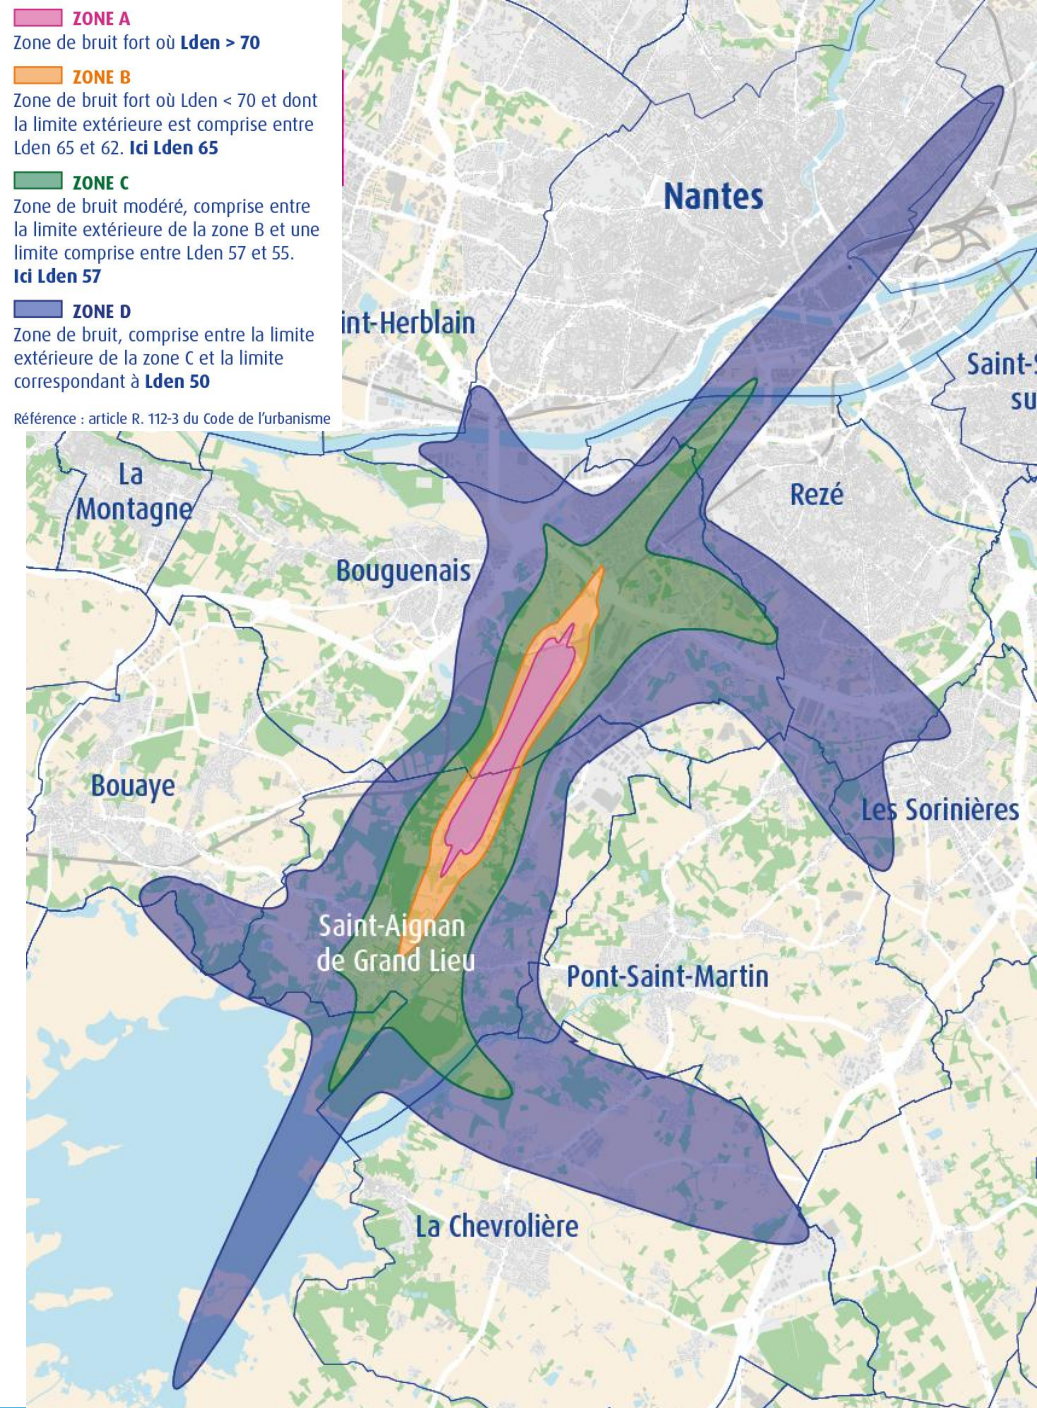 ZONE A
Zone de bruit fort où Lden > 70
ZONE B
Zone de bruit fort où Lden < 70 et dont
la limite extérieure est comprise entre
Lden 65 et 62. Ici Lden 65
ZONE C
Zone de bruit modéré, comprise entre
la limite extérieure de la zone B et une
limite comprise entre Lden 57 et 55.
Ici Lden 57
ZONE D
Zone de bruit, comprise entre la limite
extérieure de la zone C et la limite
correspondant à Lden 50
Référence : article R. 112-3 du Code de l'urbanisme
Nantes
int-Herblain
Saint-S
su
La
Montagne
Rezé
Bouguenais
Bouaye
Les Sorinières
Saint-Aignan
de Grand Lieu
Pont-Saint-Martin
La Chevrolière